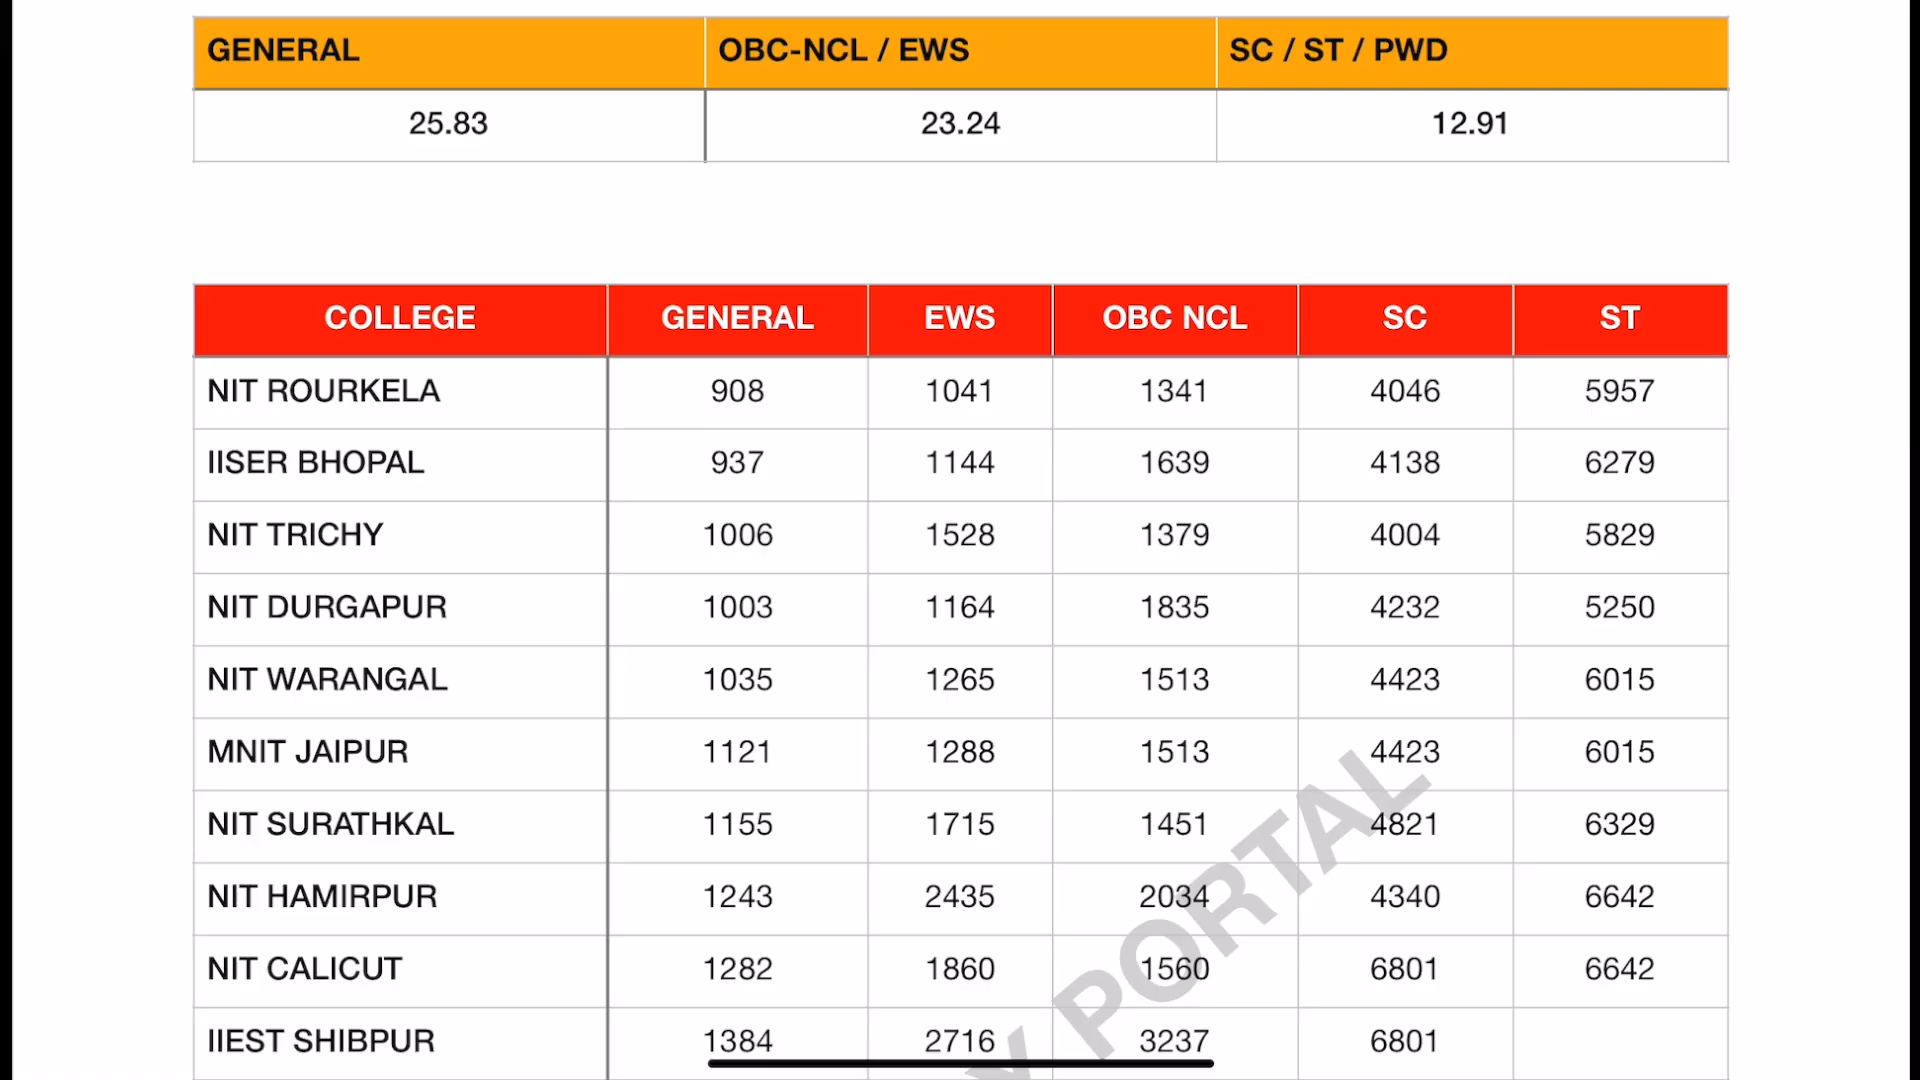 GENERAL OBC-NCL / EWS SC / ST / PWD
25.83 23.24 12.91
COLLEGE GENERAL EWS OBC NCL SC ST
NIT ROURKELA 908 1041 1341 4046 5957
IISER BHOPAL 937 1144 1639 4138 6279
NIT TRICHY 1006 1528 1379 4004 5829
NIT DURGAPUR 1003 1164 1835 4232 5250
NIT WARANGAL 1035 1265 1513 4423 6015
MNIT JAIPUR 1121 1288 1513 4423 6015
NIT SURATHKAL 1155 1715 1451 4821 6329
NIT HAMIRPUR 1243 2435 2034 4340 6642
NIT CALICUT 1282 1860 1560 6801 6642
IIEST SHIBPUR 1384 2716 3237 6801
PORTAL